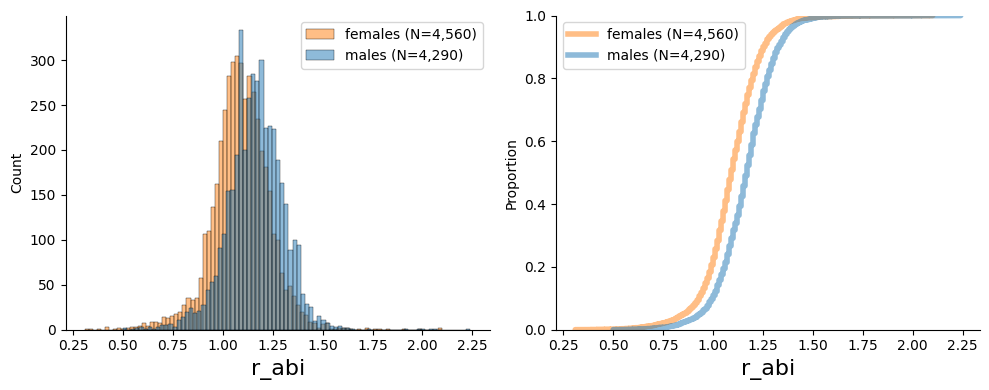 females (N=4,560)
males (N=4,290)
Count
300
250
200
150
100
50
0
0.25 0.50 0.75 1.00 1.25 1.50 1.75 2.00 2.25
r_abi
females (N=4,560)
males (N=4,290)
Proportion
1.0
0.8
0.6
0.4
0.2
0.0
0.25 0.50 0.75 1.00 1.25 1.50 1.75 2.00 2.25
r_abi